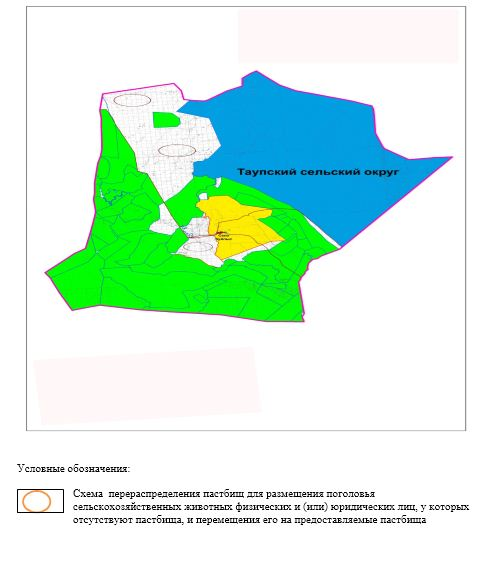 Таупский сельский округ
Условные обозначения:
Схема перераспределения пастбищ для размещения поголовья
сельскохозяйственных животных физических и (или) юридических лиц, у которых
отсутствуют пастбища, и перемещения его на предоставляемые пастбища